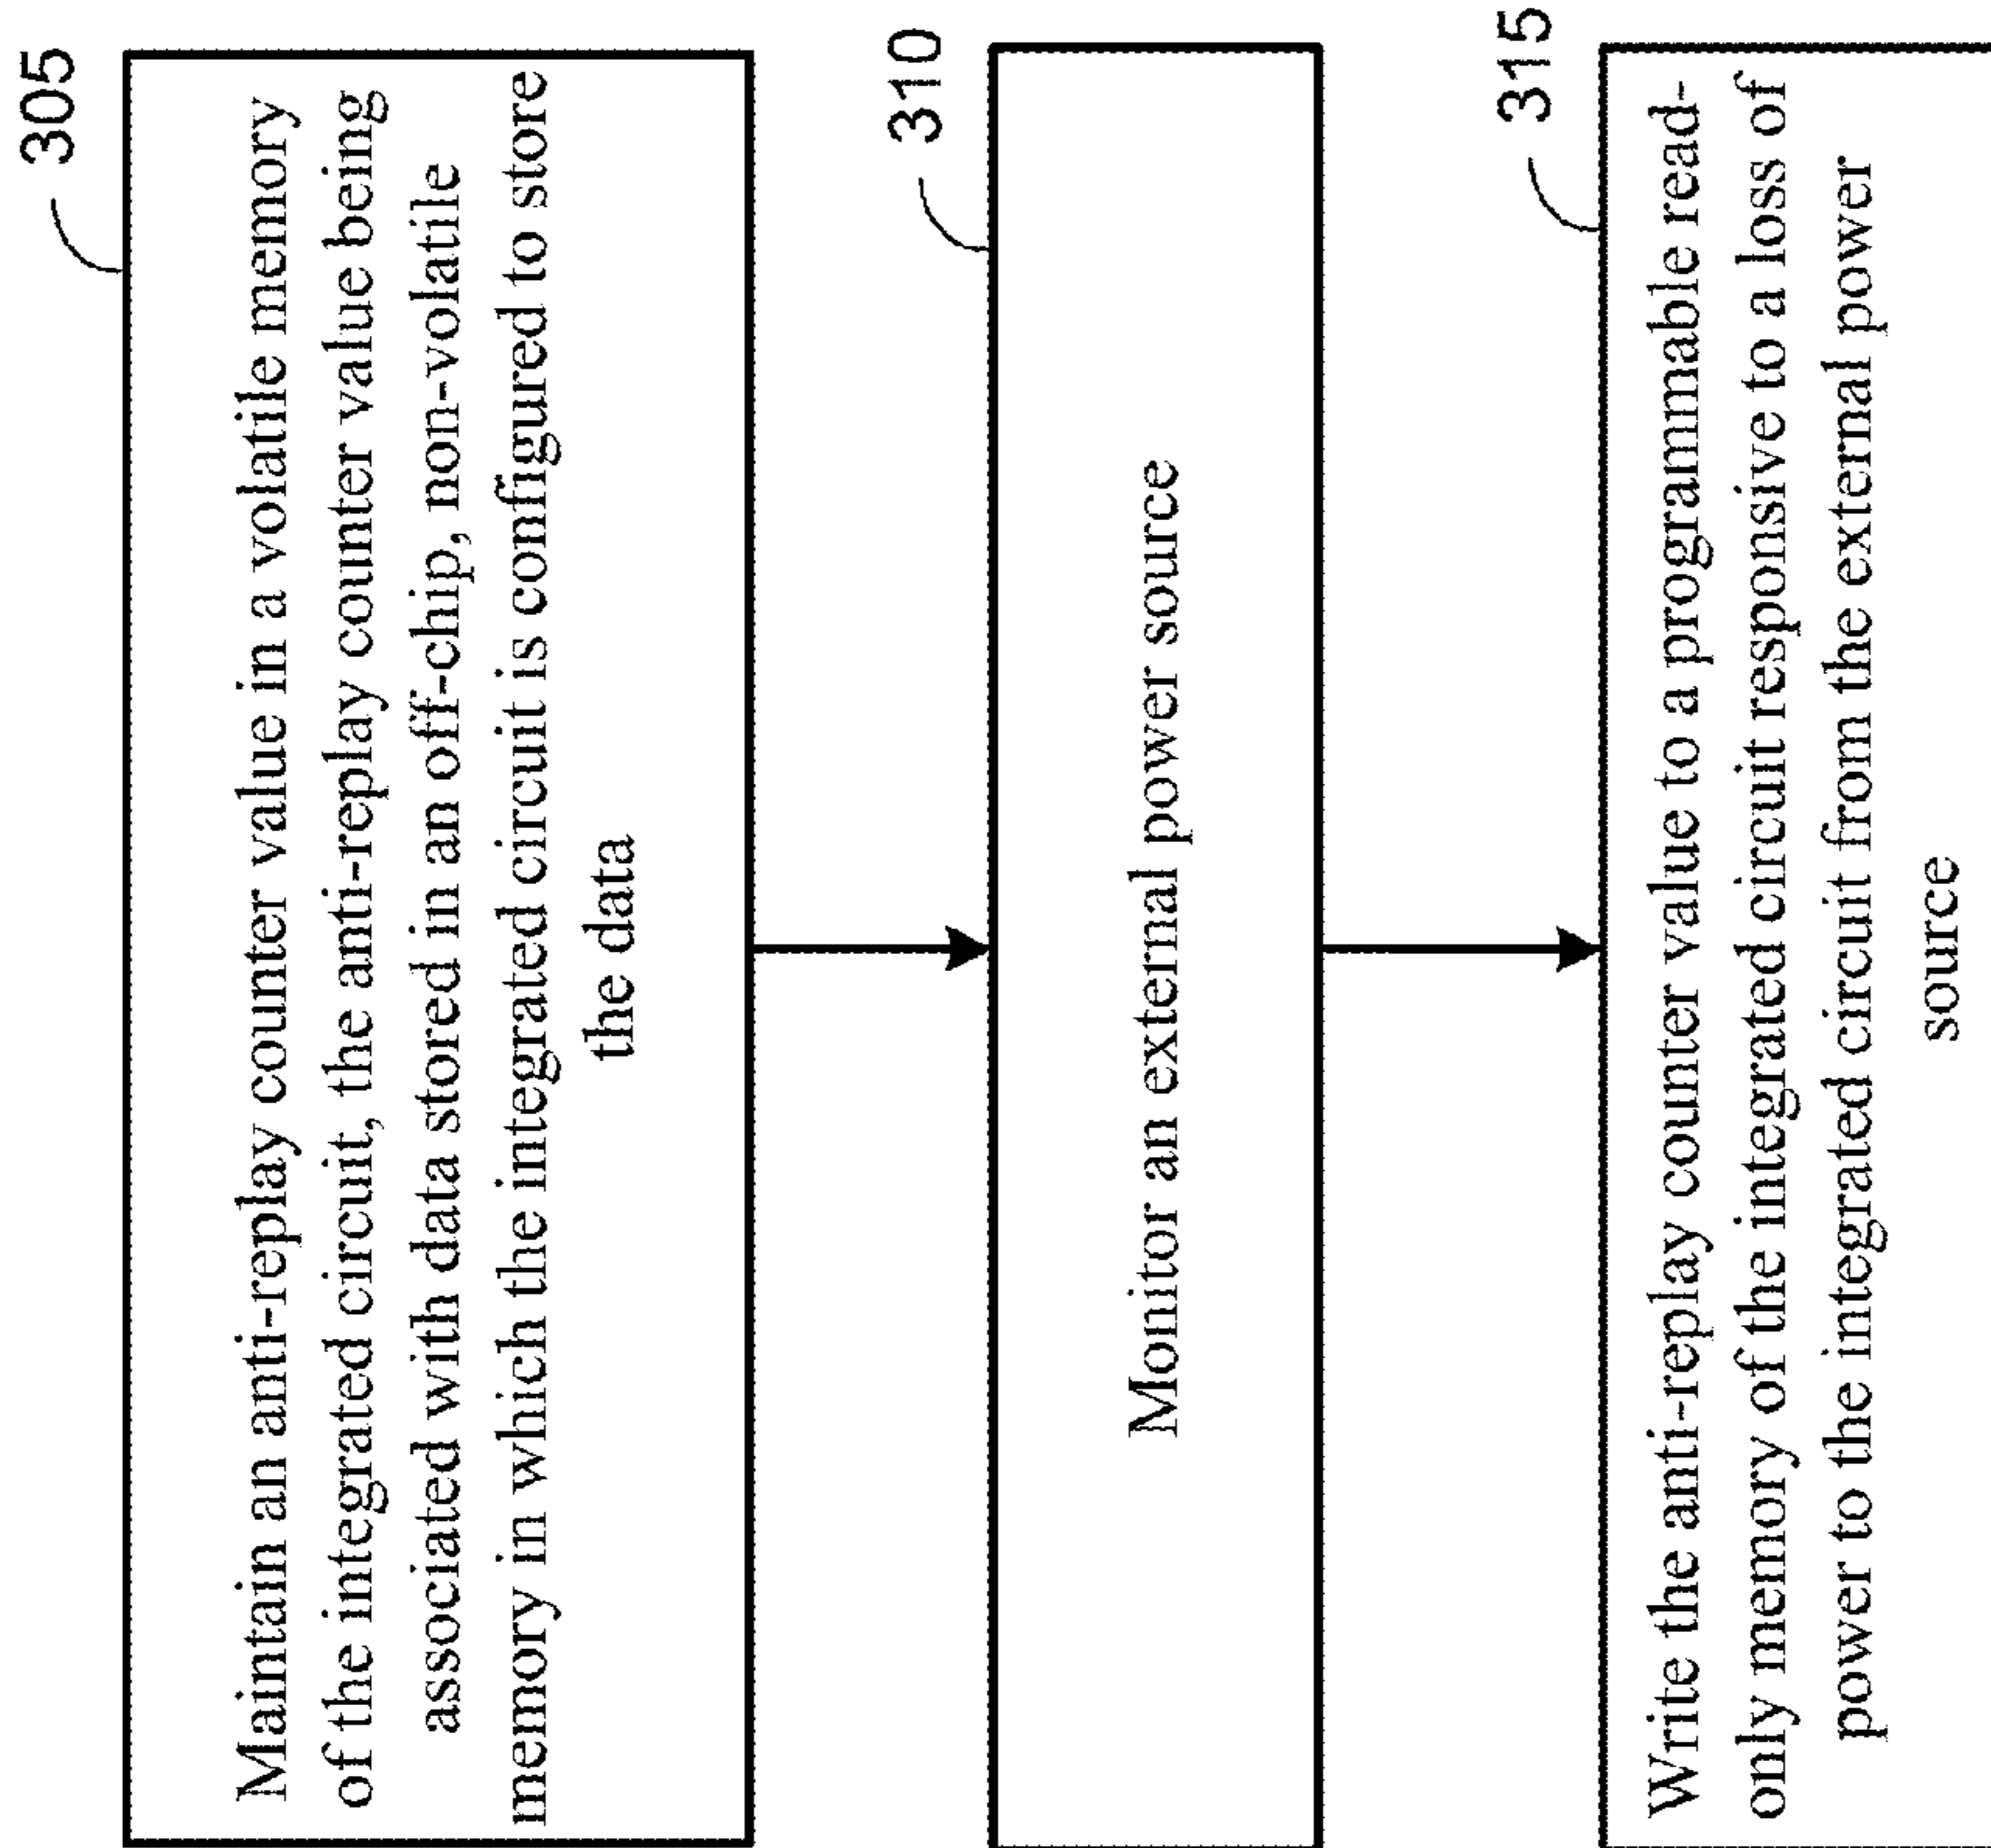 305
Maintain an anti-replay counter value in a volatile memory
of the integrated circuit, the anti-replay counter value being
associated with data stored in an off-chip, non-volatile
memory in which the integrated circuit is configured to store
the data
310
Monitor an external power source
315
Write the anti-replay counter value to a programmable read-
only memory of the integrated circuit responsive to a loss of
power to the integrated circuit from the external power
source